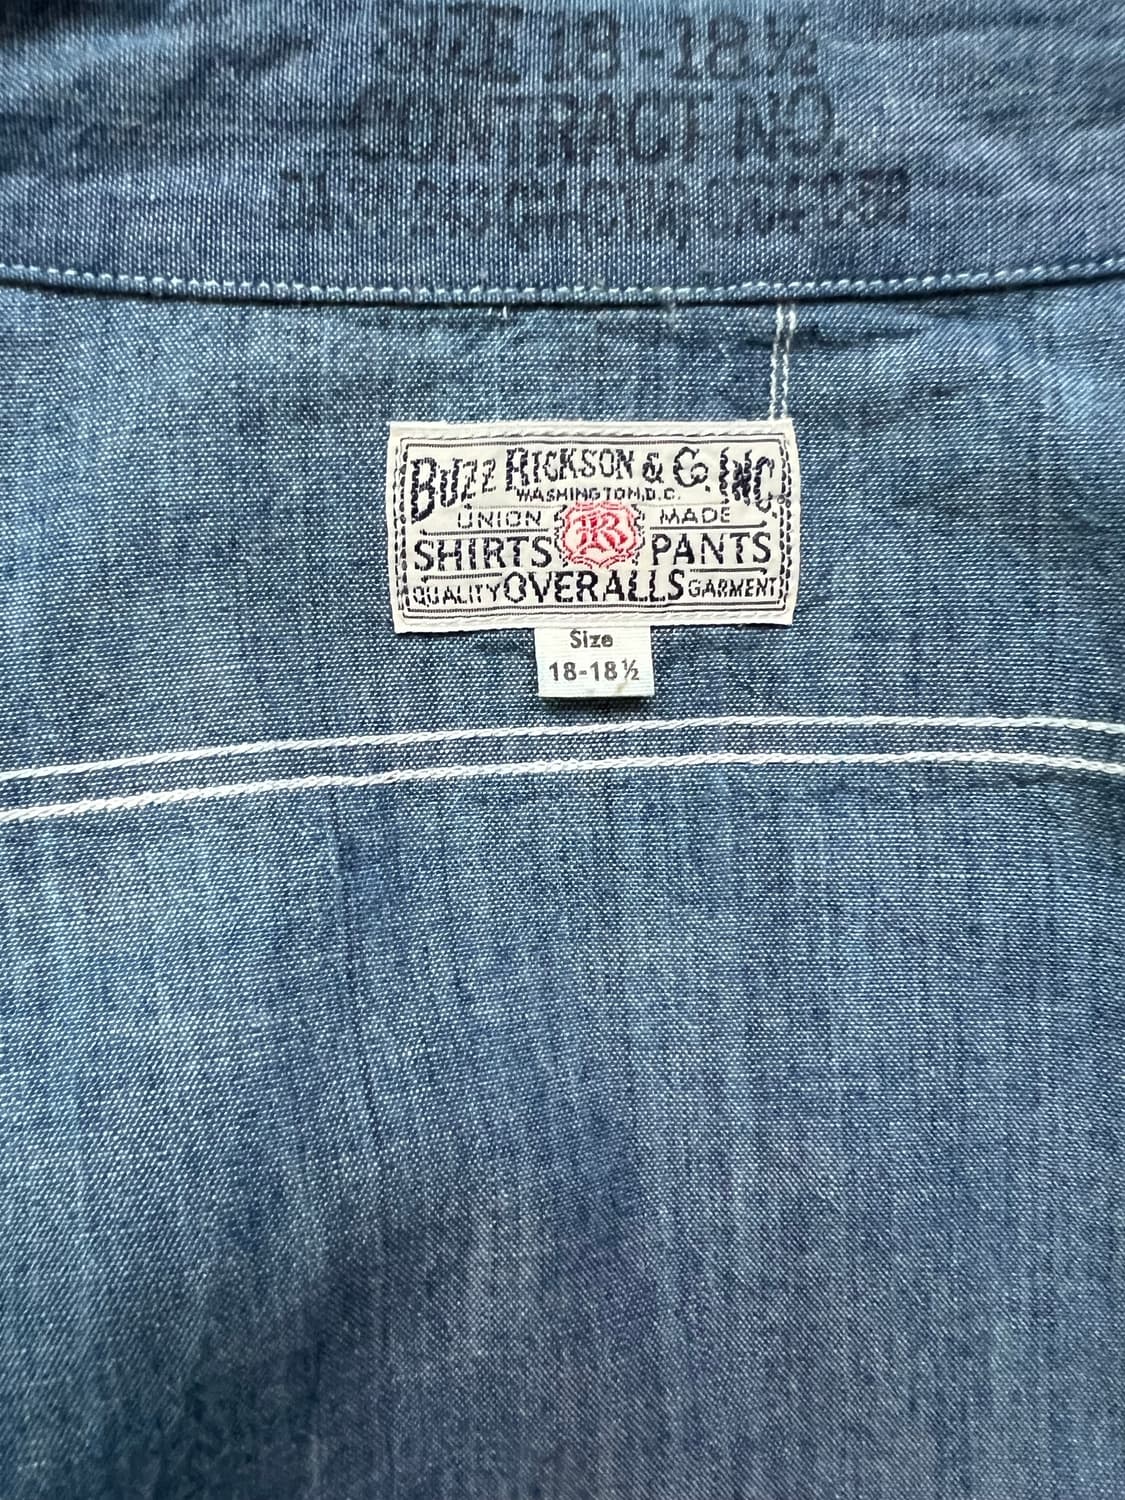 SIZE 18-18½
CONTRACT NO.
BUZZ RICKSON & CO. INC.
WASHINGTON, D.C.
UNION MADE
SHIRTS PANTS
QUALITY OVERALLS GARMENT
Size
18-18½